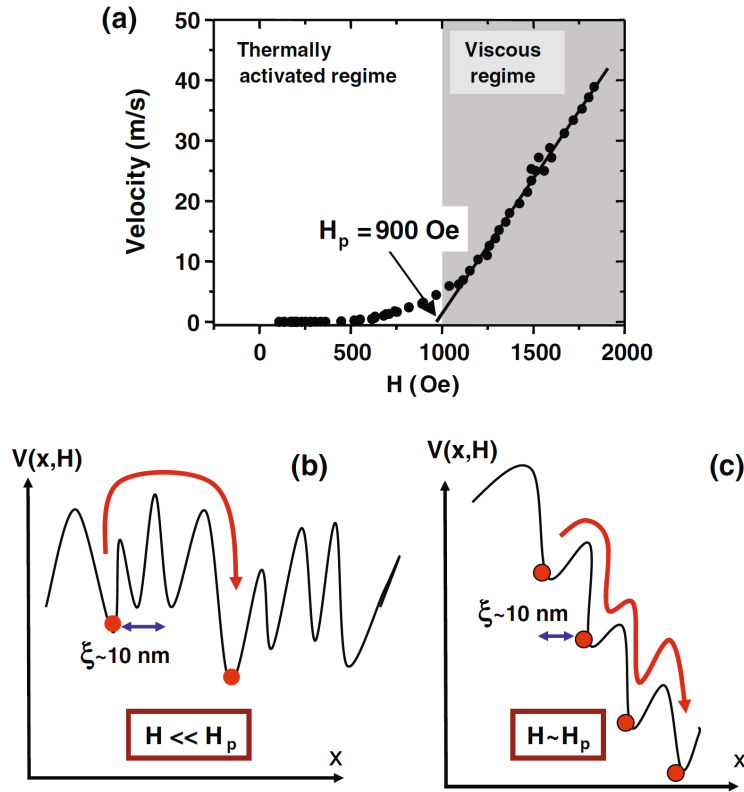 (a)
50
40
30
20
10
0
Velocity (m/s)
Thermally
activated regime
Viscous
regime
Hp = 900 Oe
0 500 1000 1500 2000
H (Oe)
V(x,H)
(b)
ξ~10 nm
H << Hp
x
V(x,H)
(c)
ξ~10 nm
H~Hp
x